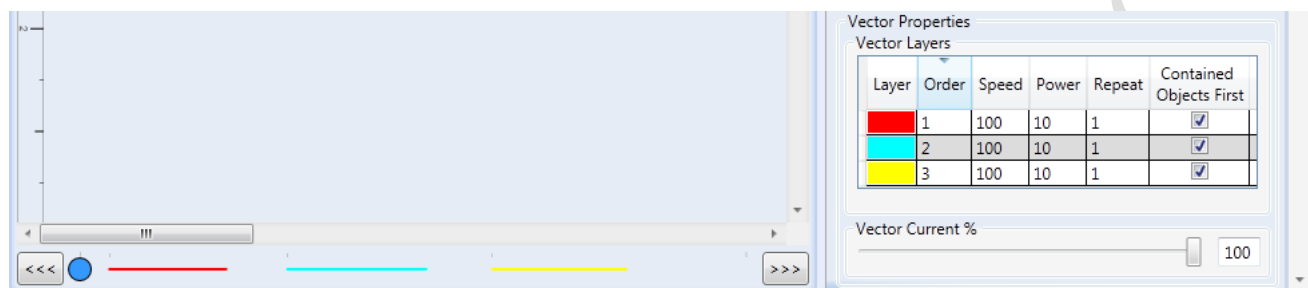 2
Vector Properties
Vector Layers
Layer Order Speed Power Repeat Contained
Objects First
1 100 10 1
2 100 10 1
3 100 10 1
Vector Current %
100
<<< >>>